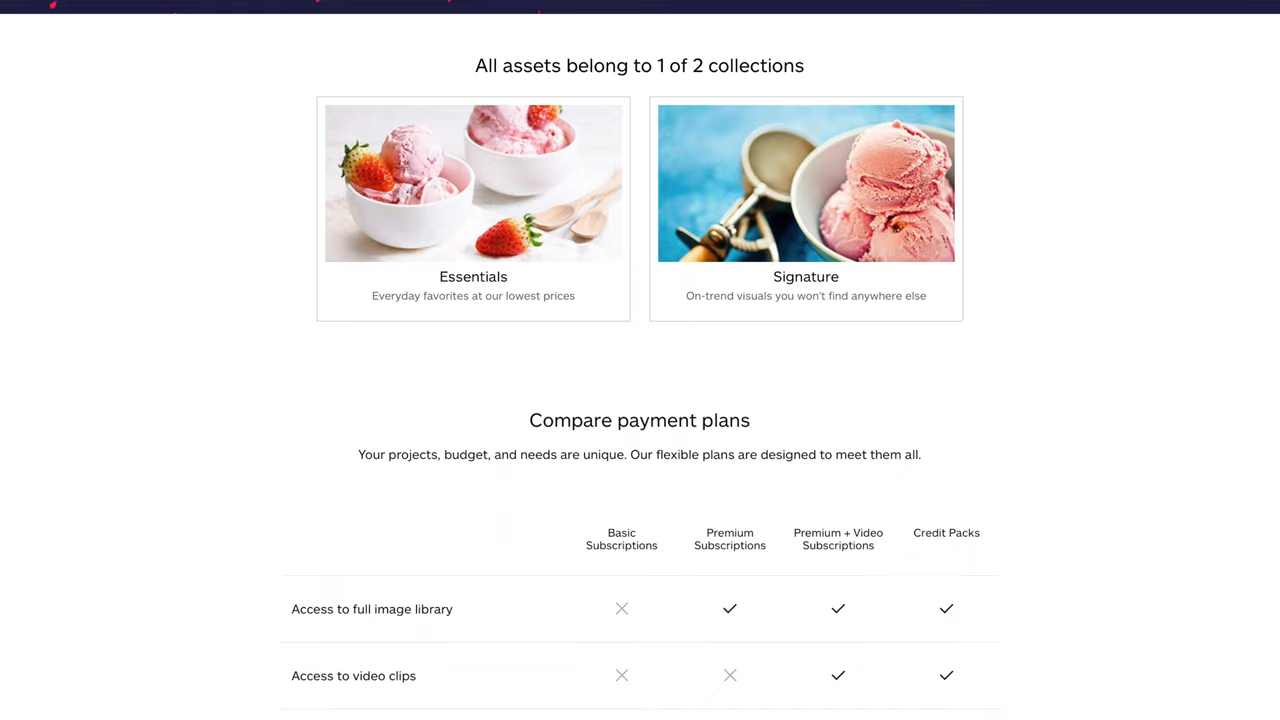 All assets belong to 1 of 2 collections
Essentials
Everyday favorites at our lowest prices
Signature
On-trend visuals you won't find anywhere else
Compare payment plans
Your projects, budget, and needs are unique. Our flexible plans are designed to meet them all.
Basic
Subscriptions
Premium
Subscriptions
Premium + Video
Subscriptions
Credit Packs
Access to full image library
Access to video clips